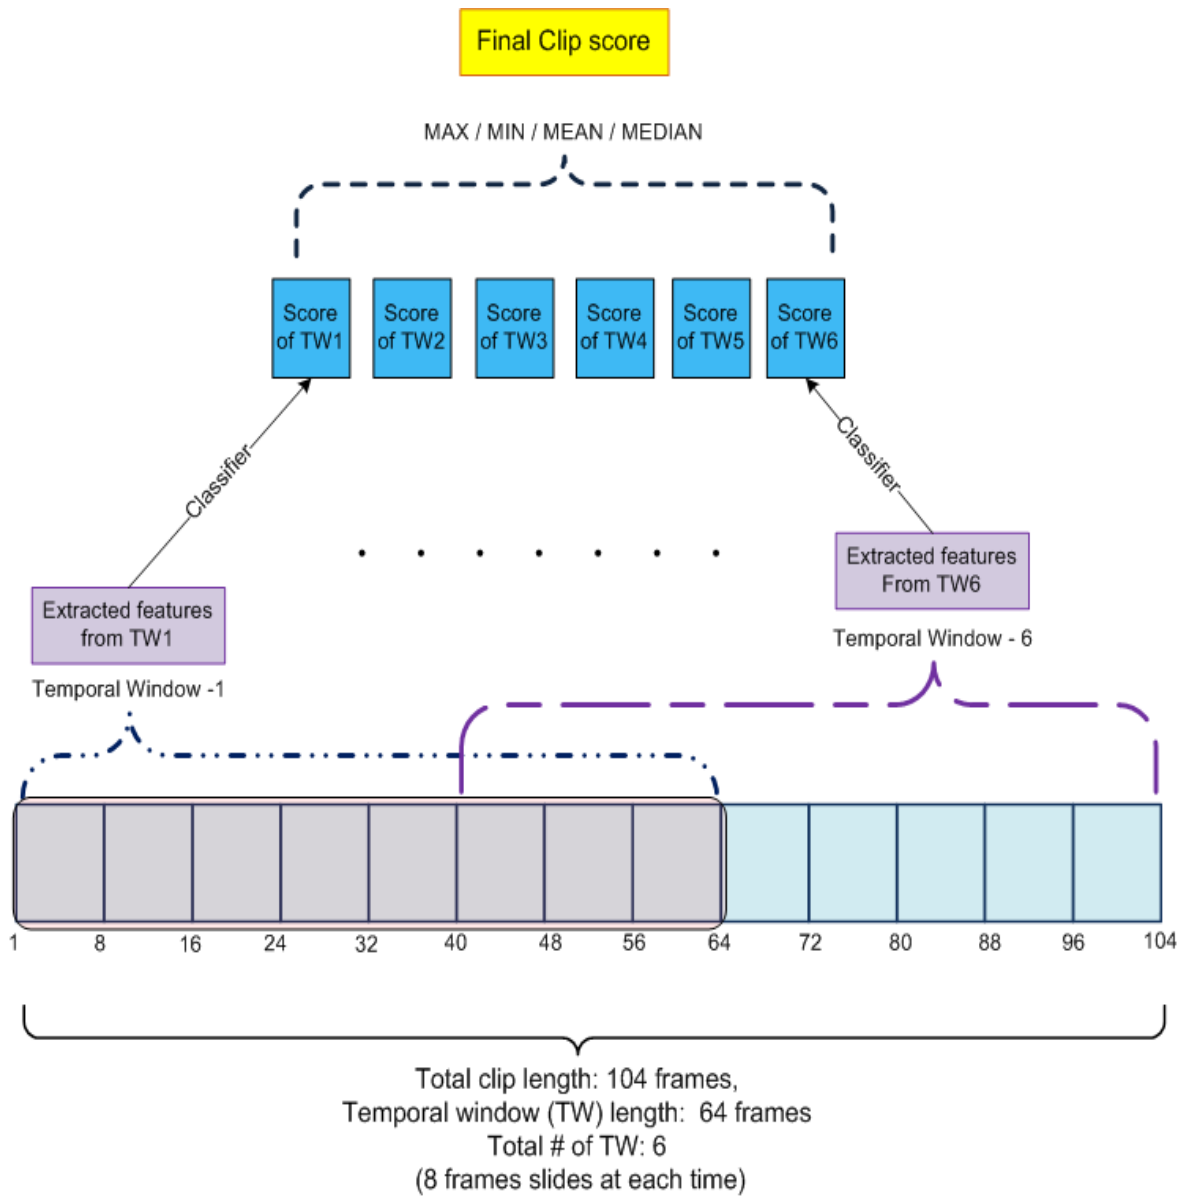 Final Clip score
MAX / MIN / MEAN / MEDIAN
Score
of TW1
Score
of TW2
Score
of TW3
Score
of TW4
Score
of TW5
Score
of TW6
Classifier
Classifier
Extracted features
From TW6
Extracted features
from TW1
Temporal Window - 6
Temporal Window -1
1 8 16 24 32 40 48 56 64 72 80 88 96 104
Total clip length: 104 frames,
Temporal window (TW) length: 64 frames
Total # of TW: 6
(8 frames slides at each time)